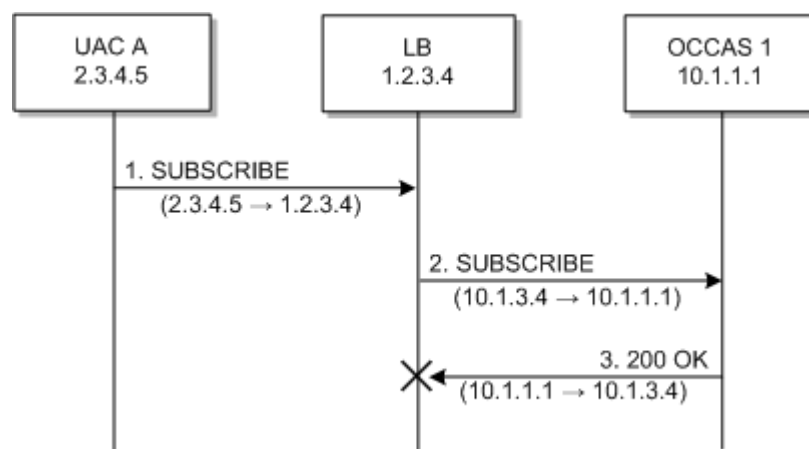 UAC A
2.3.4.5
LB
1.2.3.4
OCCAS 1
10.1.1.1
1. SUBSCRIBE
(2.3.4.5 → 1.2.3.4)
2. SUBSCRIBE
(10.1.3.4 → 10.1.1.1)
3. 200 OK
(10.1.1.1 → 10.1.3.4)